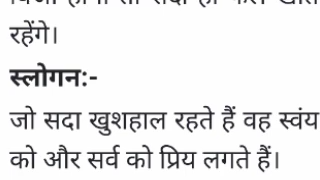 रहेंगे।
स्लोगन:-
जो सदा खुशहाल रहते हैं वह स्वंय
को और सर्व को प्रिय लगते हैं।